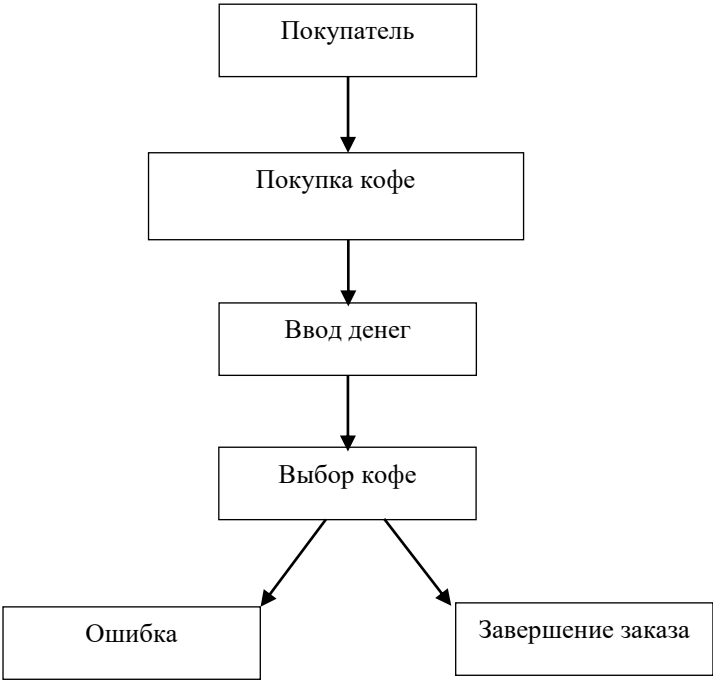 Покупатель
Покупка кофе
Ввод денег
Выбор кофе
Ошибка
Завершение заказа